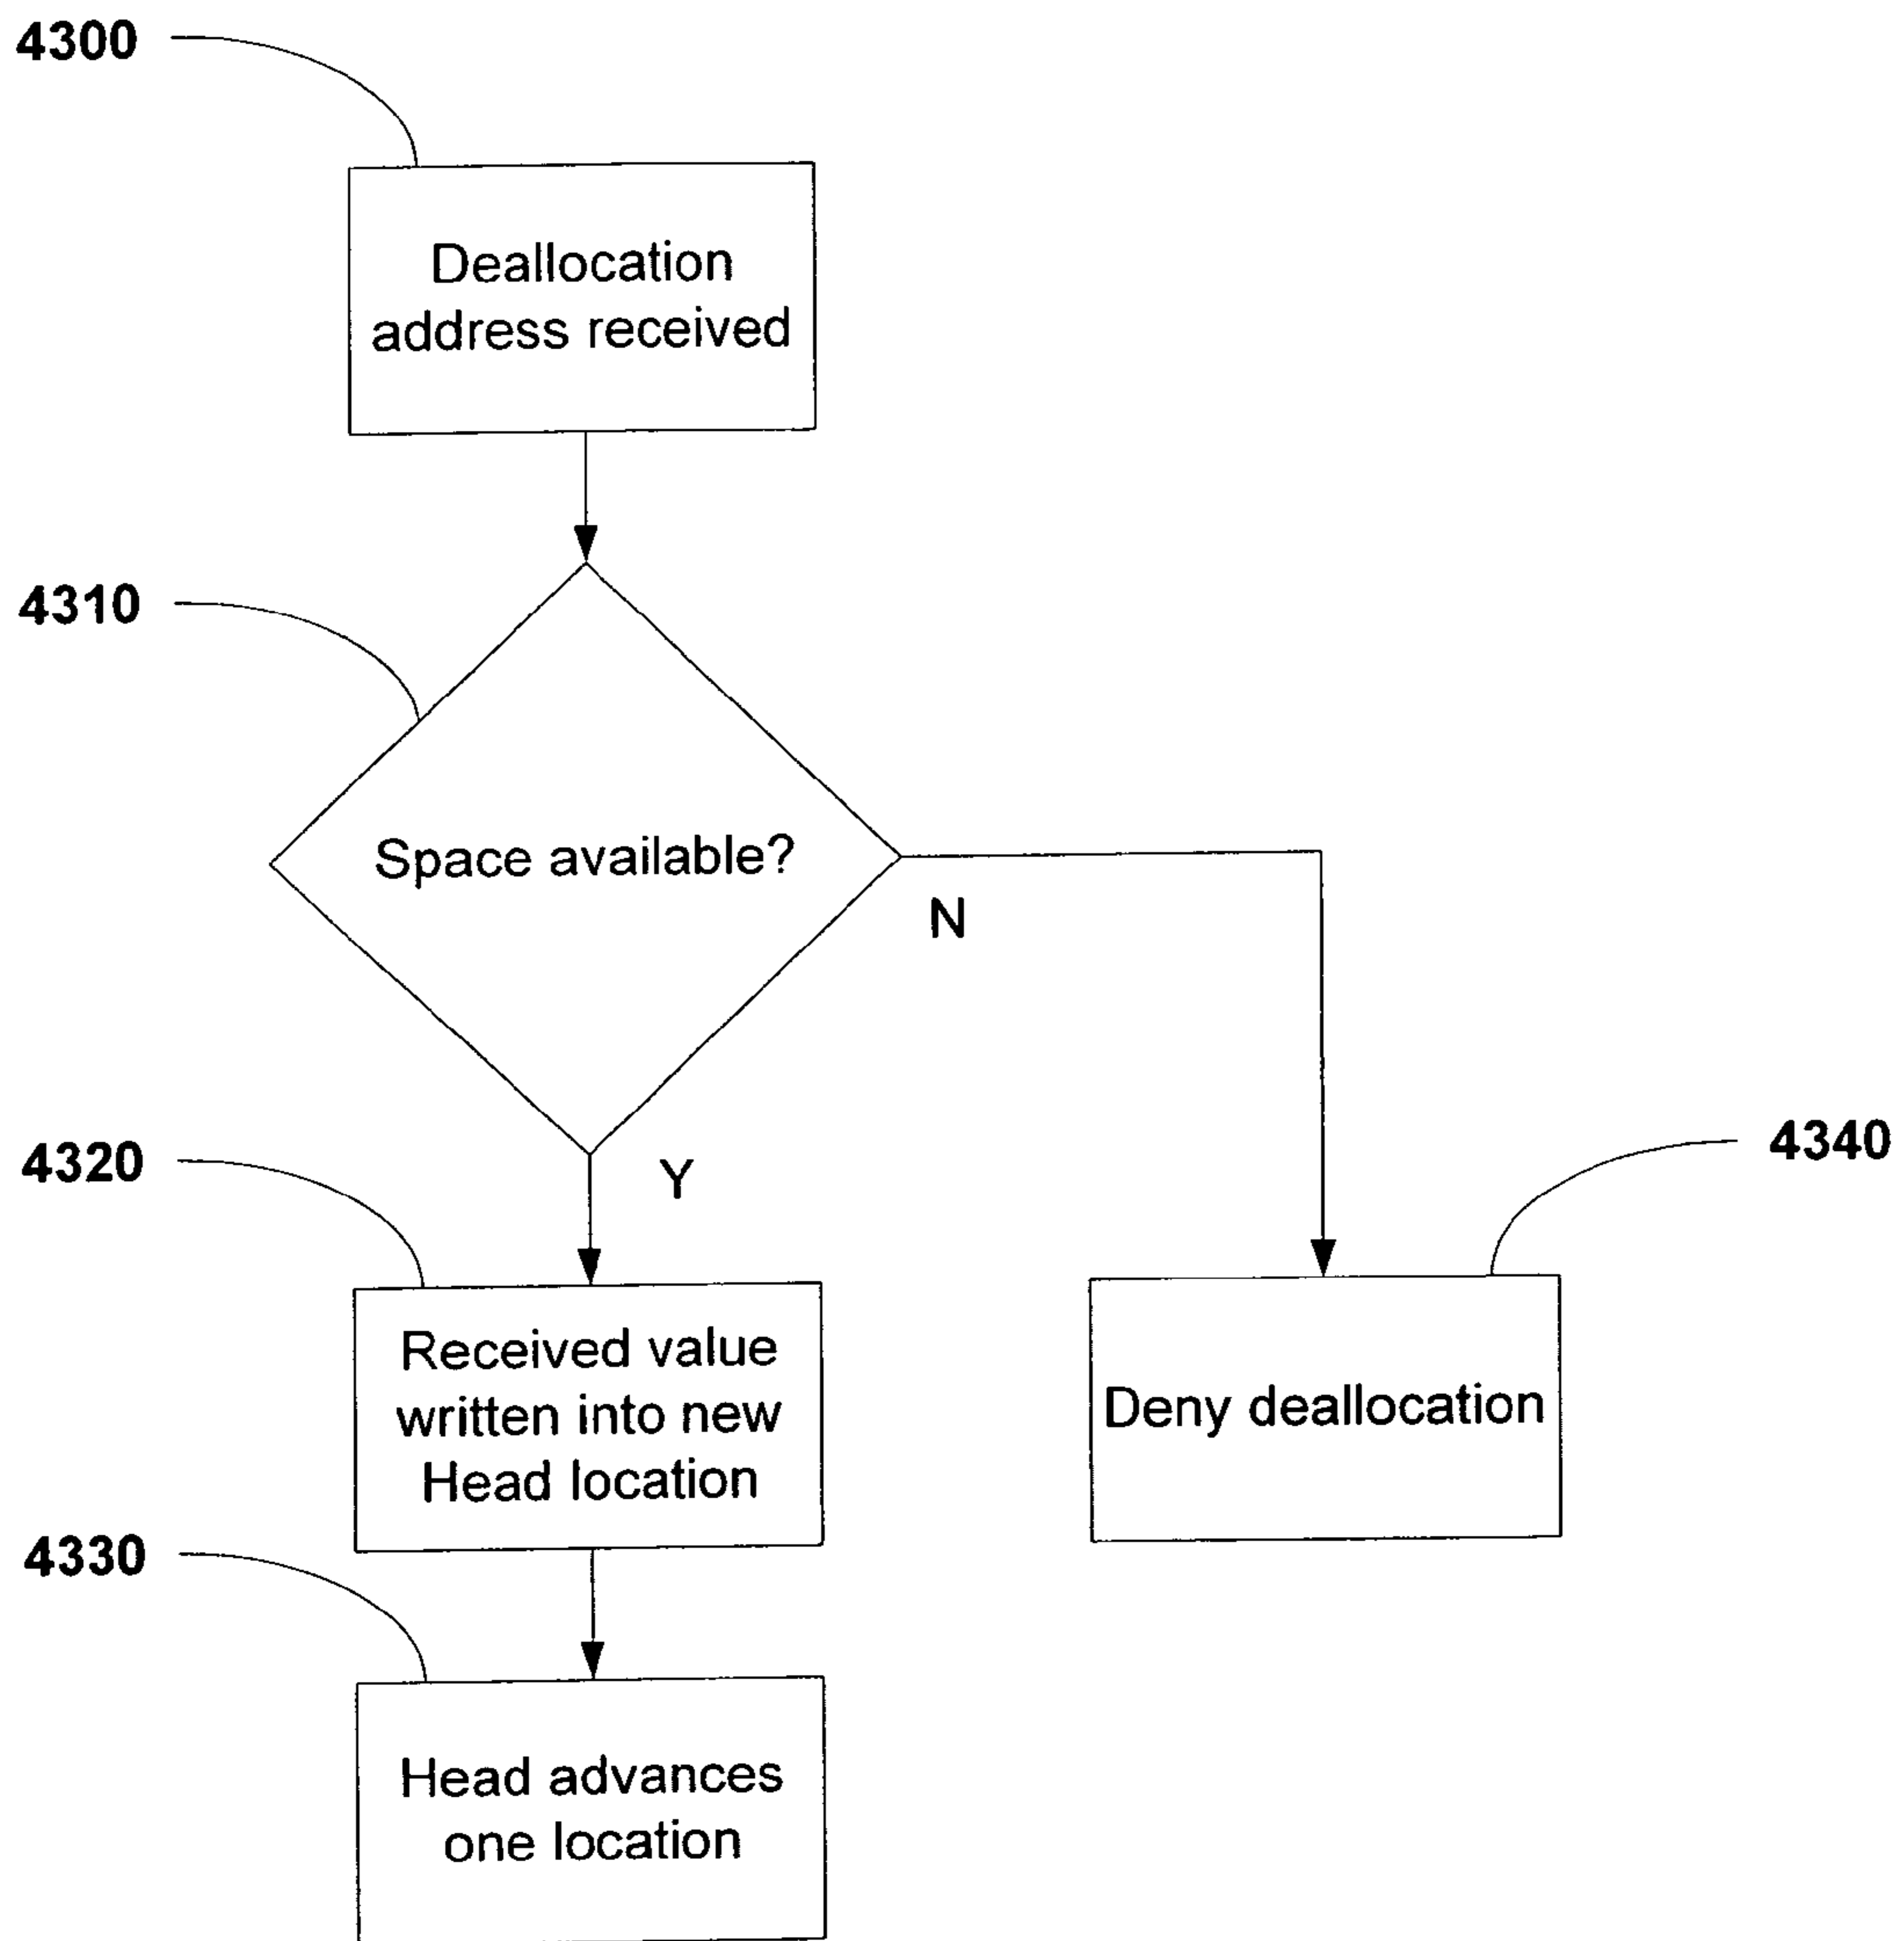 4300
Deallocation
address received
4310
Space available?
N
Y
4320
4340
Received value
written into new
Head location
Deny deallocation
4330
Head advances
one location